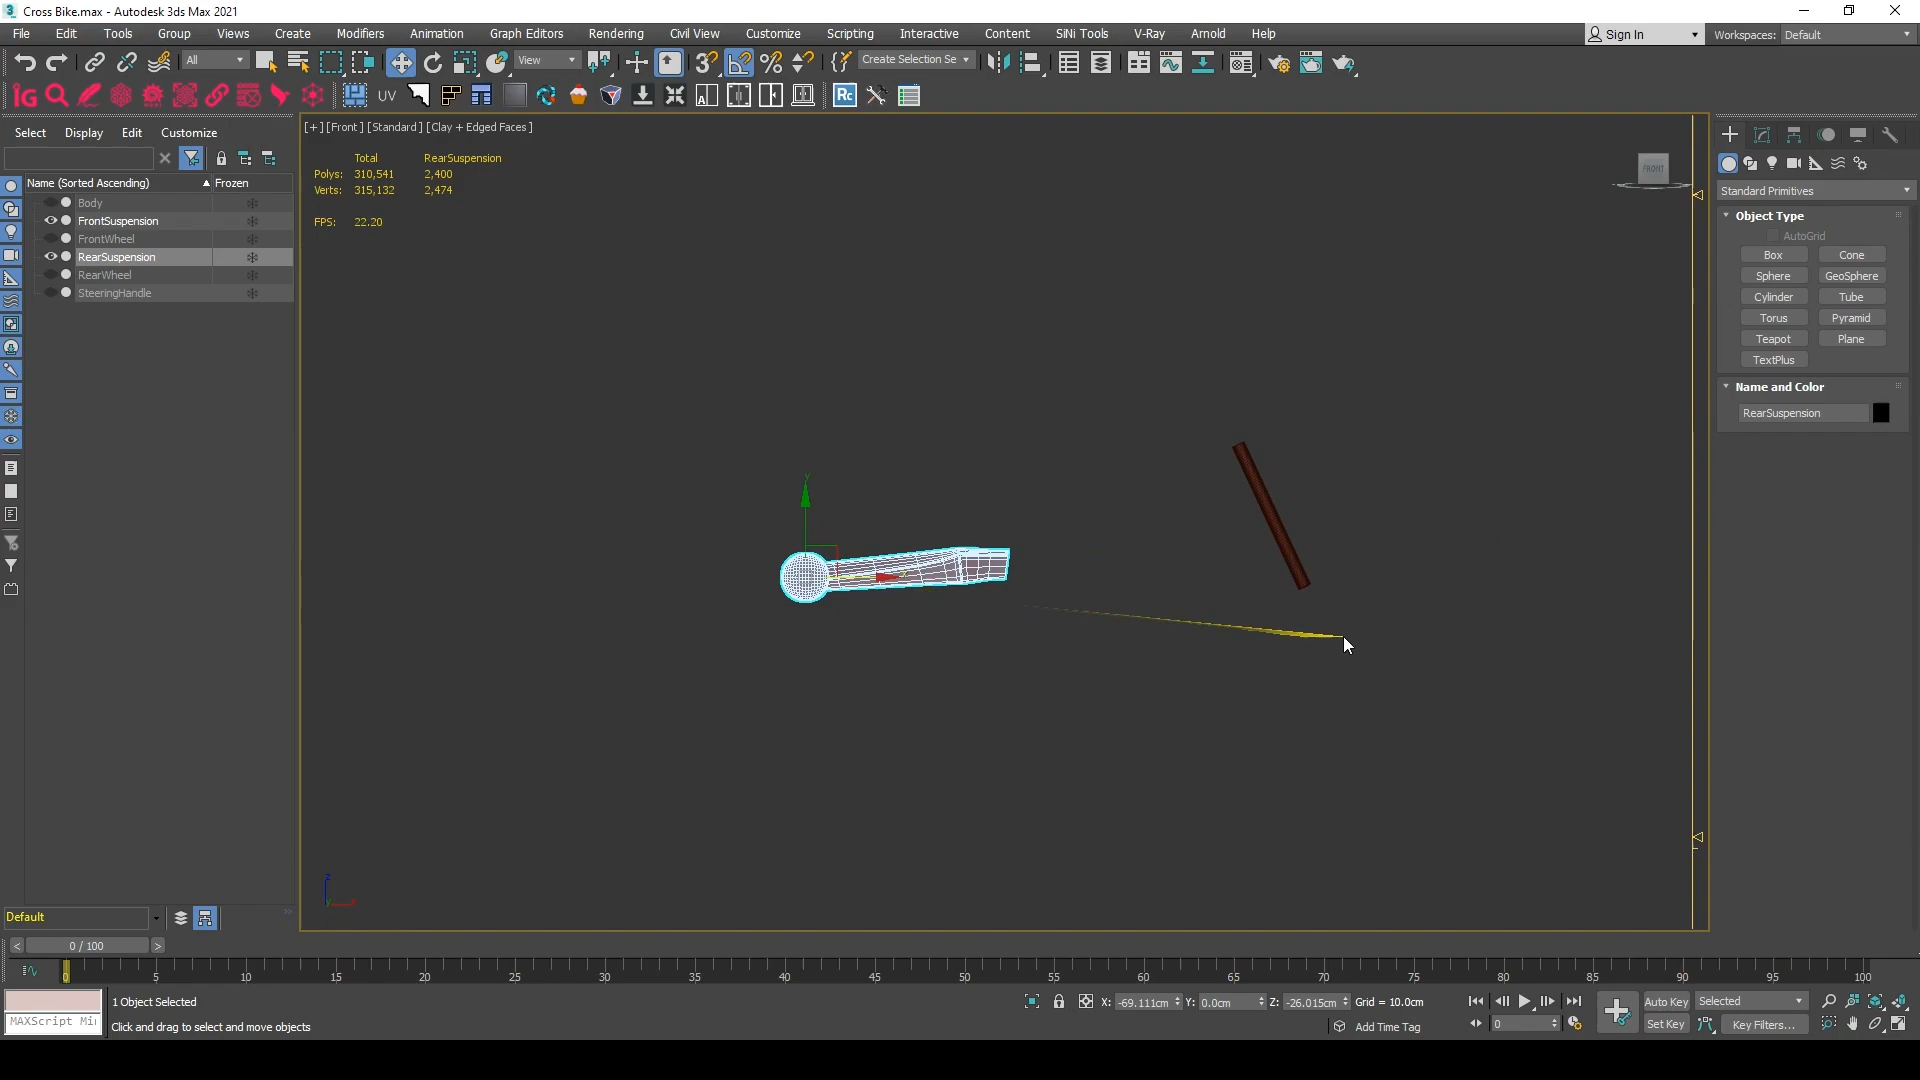 Cross Bike.max - Autodesk 3ds Max 2021
File Edit Tools Group Views Create Modifiers Animation Graph Editors Rendering Civil View Customize Scripting Interactive Content SiNi Tools V-Ray Arnold Help
Sign In
Workspaces: Default
All
View
Create Selection Se
iG
UV
Rc
Select Display Edit Customize
Name (Sorted Ascending) Frozen
Body
FrontSuspension
FrontWheel
RearSuspension
RearWheel
SteeringHandle
[+] [Front] [Standard] [Clay + Edged Faces]
Total RearSuspension
Polys: 310,541 2,400
Verts: 315,132 2,474
FPS: 22.20
FRONT
y
x
z
Standard Primitives
Object Type
AutoGrid
Box Cone
Sphere GeoSphere
Cylinder Tube
Torus Pyramid
Teapot Plane
TextPlus
Name and Color
RearSuspension
Default
0 / 100
0 5 10 15 20 25 30 35 40 45 50 55 60 65 70 75 80 85 90 95 100
MAXScript Mi
1 Object Selected
Click and drag to select and move objects
X: -69.111cm Y: 0.0cm Z: -26.015cm Grid = 10.0cm
Add Time Tag
0
Auto Key Selected
Set Key Key Filters...